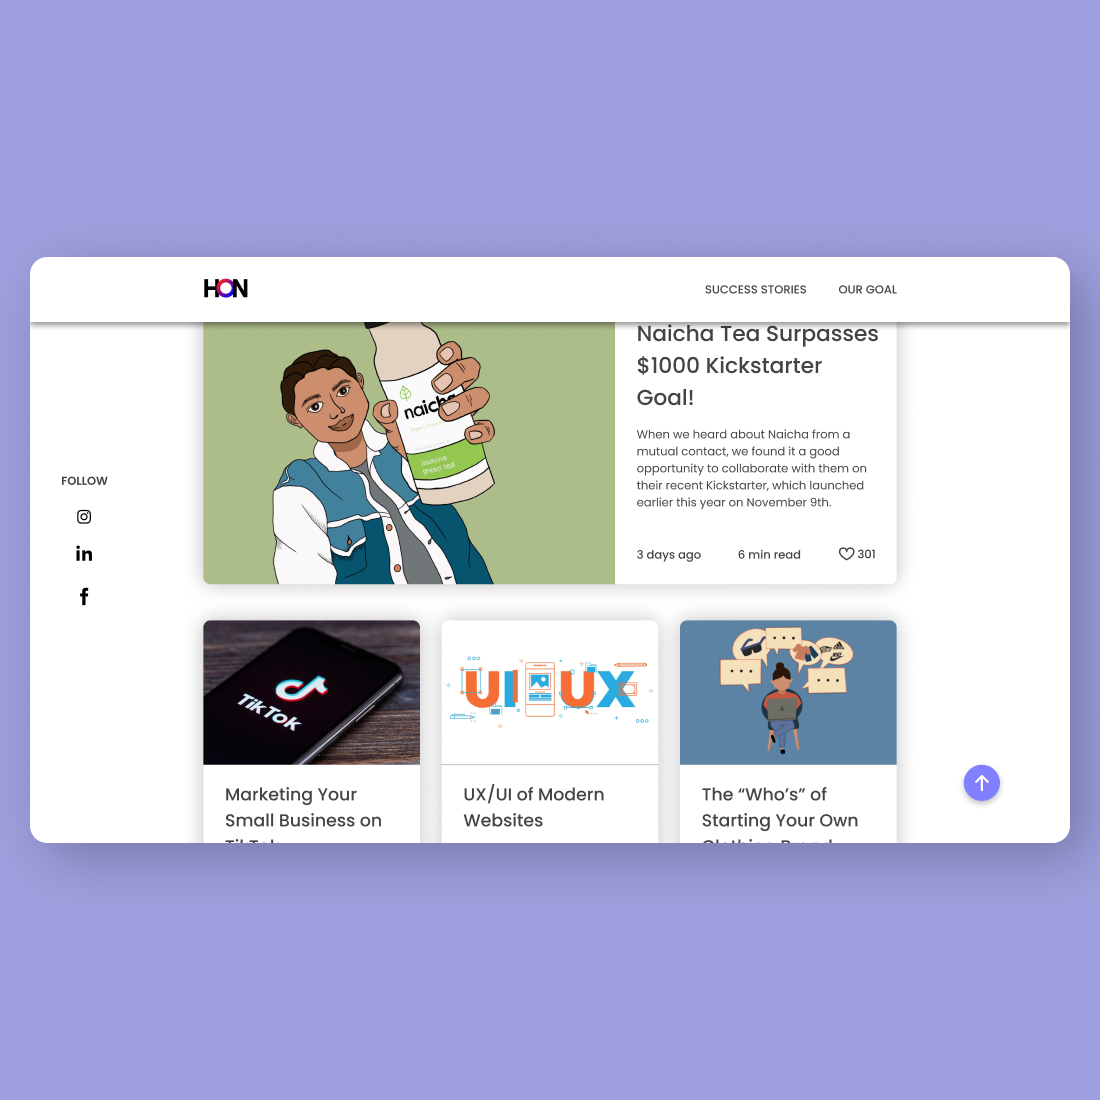 HON
SUCCESS STORIES
OUR GOAL
Naicha Tea Surpasses
$1000 Kickstarter
Goal!
When we heard about Naicha from a
mutual contact, we found it a good
opportunity to collaborate with them on
their recent Kickstarter, which launched
earlier this year on November 9th.
3 days ago
6 min read
301
naicha
jasmine
green tea
FOLLOW
in
f
TikTok
UI UX
Marketing Your
Small Business on
UX/UI of Modern
Websites
The “Who’s” of
Starting Your Own